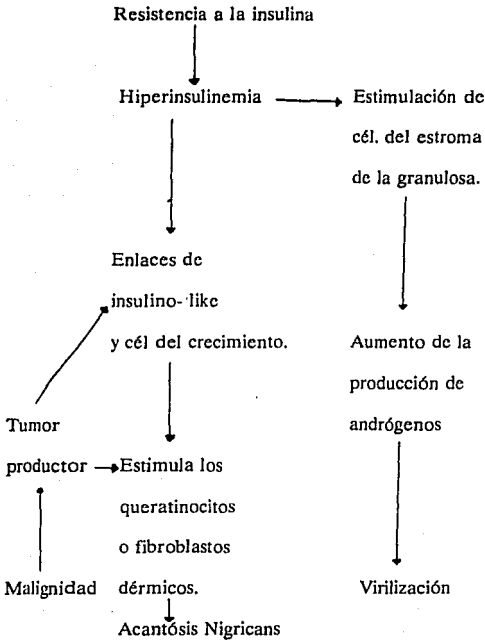 Resistencia a la insulina
Hiperinsulinemia
Estimulación de
cél. del estroma
de la granulosa.
Enlaces de
insulino- like
y cél del crecimiento.
Aumento de la
producción de
andrógenos
Tumor
productor
Estimula los
queratinocitos
o fibroblastos
dérmicos.
Malignidad
Virilización
Acantósis Nigricans